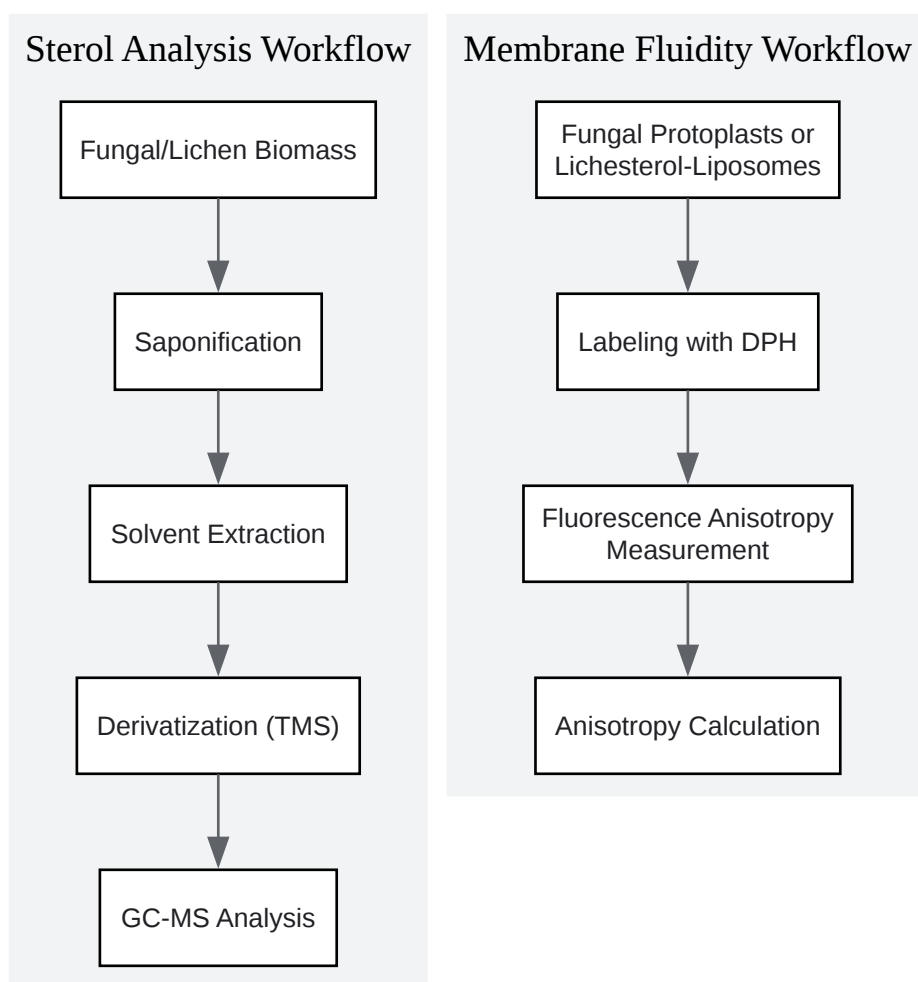 Sterol Analysis Workflow
Fungal/Lichen Biomass
Saponification
Solvent Extraction
Derivatization (TMS)
GC-MS Analysis
Membrane Fluidity Workflow
Fungal Protoplasts or
Lichesterol-Liposomes
Labeling with DPH
Fluorescence Anisotropy
Measurement
Anisotropy Calculation